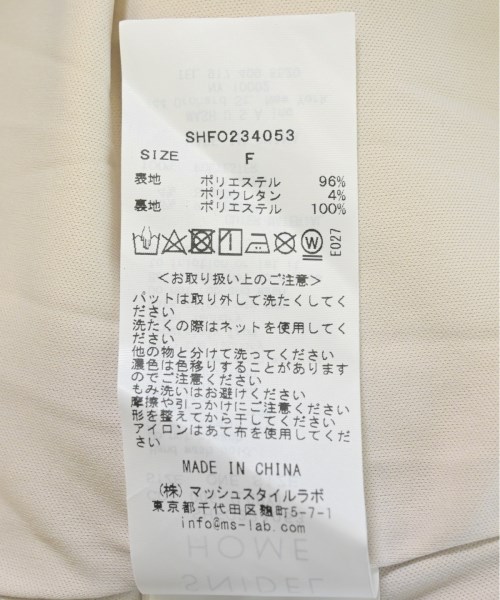 SHFO234053
SIZE F
表地 ポリエステル 96%
ポリウレタン 4%
裏地 ポリエステル 100%
W E027
<お取り扱い上のご注意>
パットは取り外して洗たくしてく
ださい
洗たくの際はネットを使用してく
ださい
他の物と分けて洗ってください
濃色は色移りすることがあります
のでご注意ください
もみ洗いはお避けください
摩擦や引っかけにご注意ください
形を整えてから干してください
アイロンはあて布を使用してくだ
さい
MADE IN CHINA
(株)マッシュスタイルラボ
東京都千代田区麹町5-7-1
info@ms-lab.com
HOME
SNIDEL